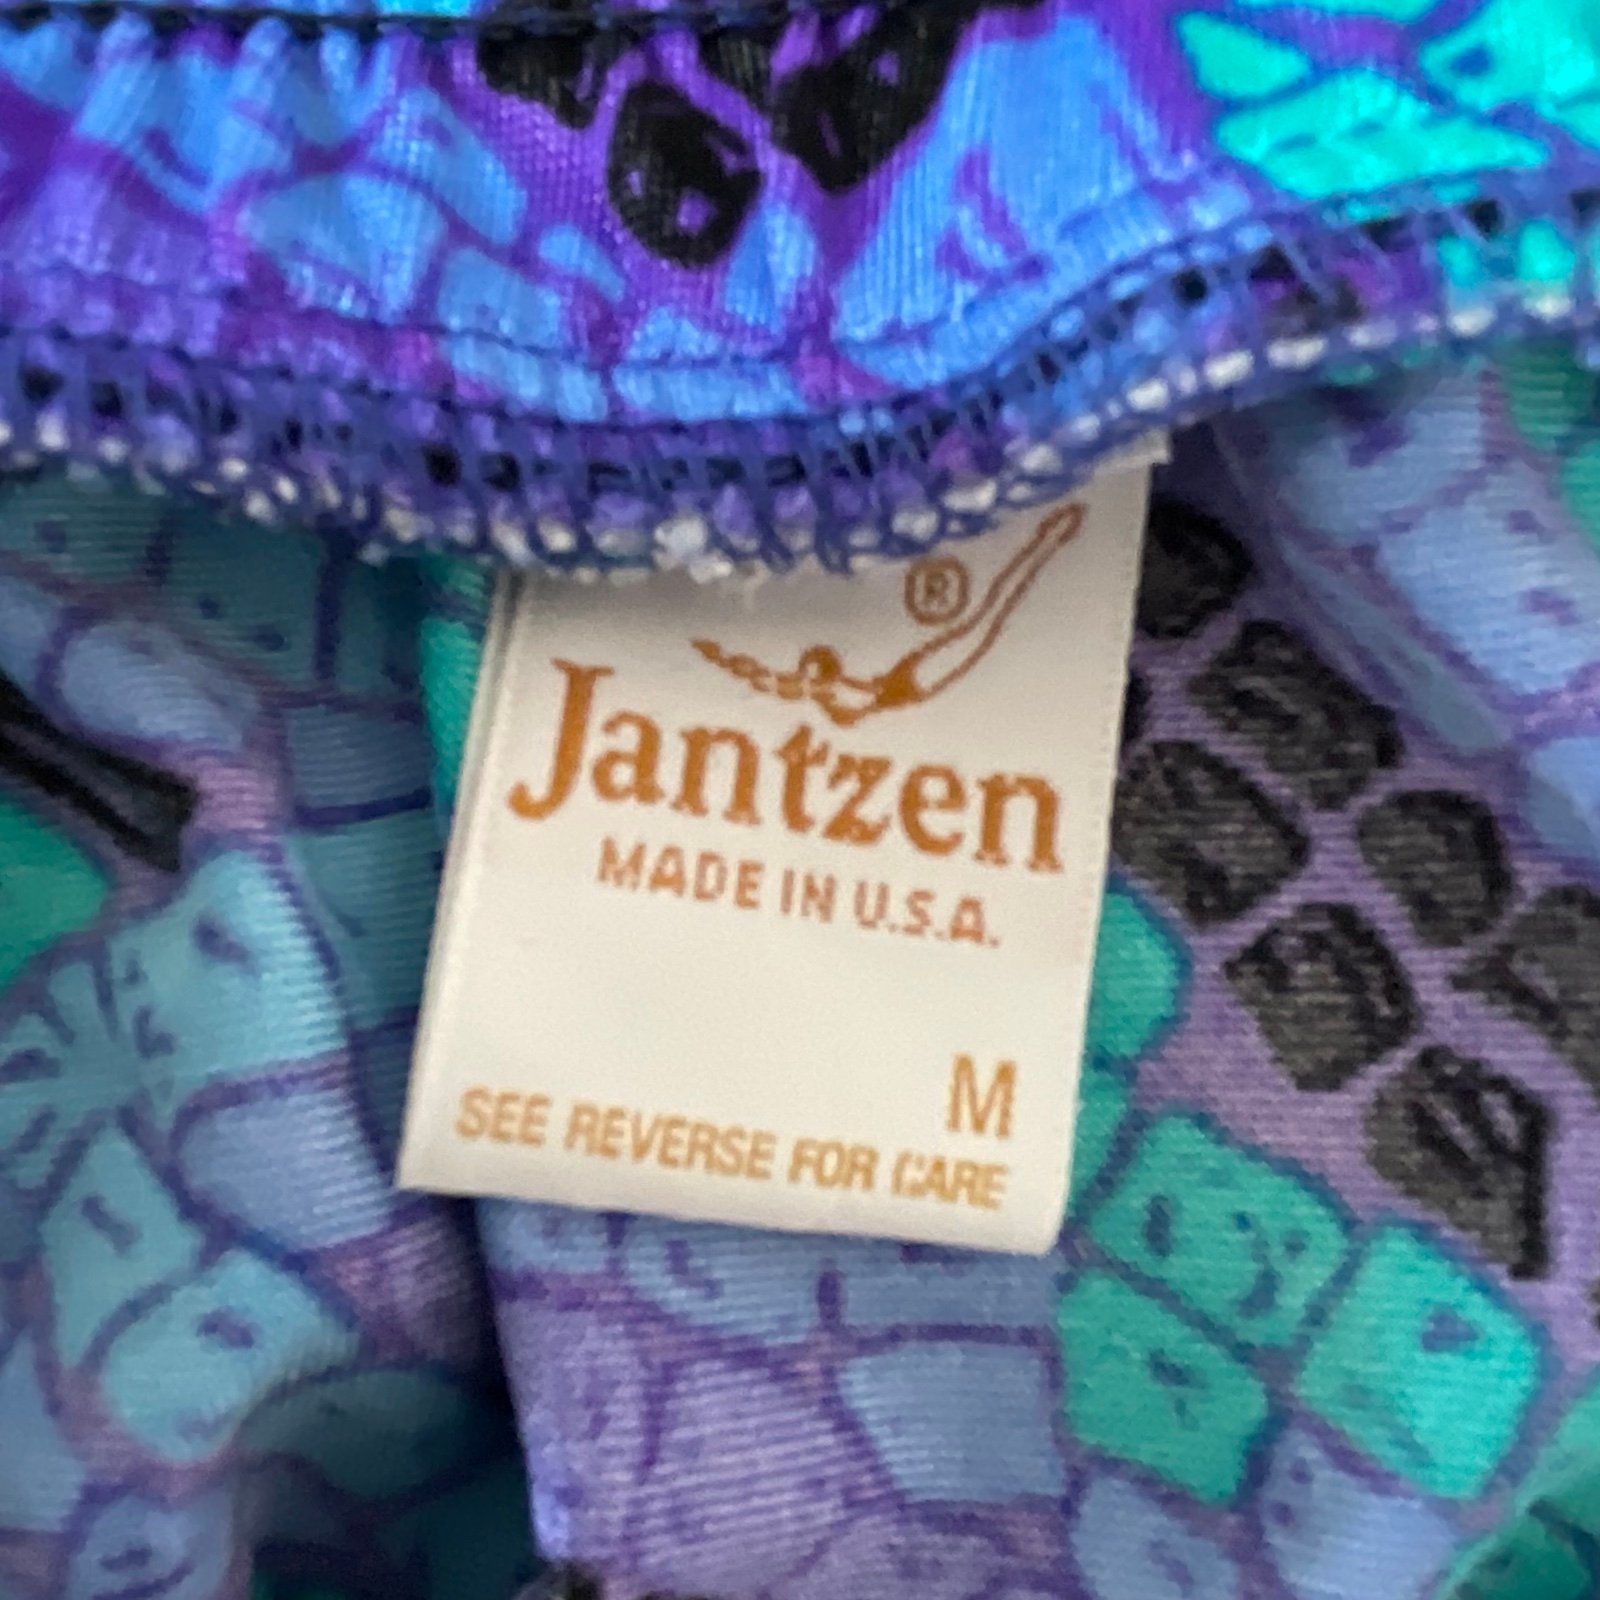 ®
Jantzen
MADE IN U.S.A.
M
SEE REVERSE FOR CARE